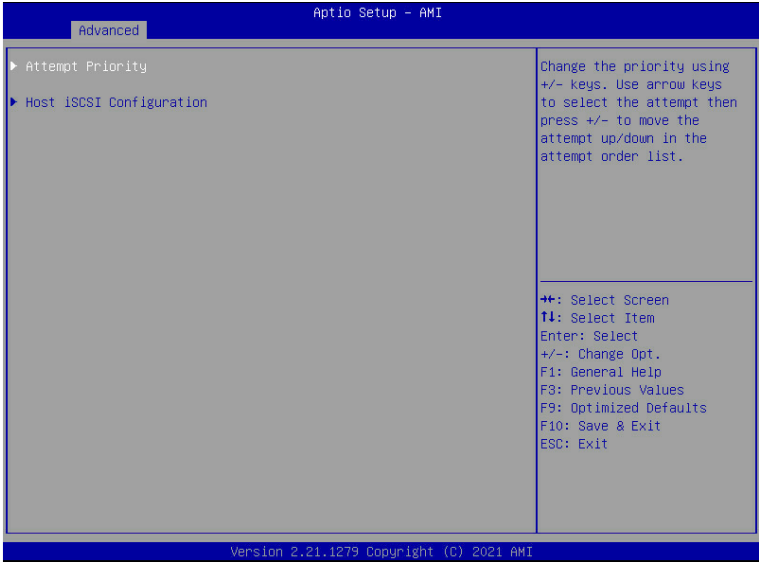 Aptio Setup – AMI
Advanced
▶ Attempt Priority
▶ Host iSCSI Configuration
Change the priority using
+/- keys. Use arrow keys
to select the attempt then
press +/- to move the
attempt up/down in the
attempt order list.
→←: Select Screen
↑↓: Select Item
Enter: Select
+/-: Change Opt.
F1: General Help
F3: Previous Values
F9: Optimized Defaults
F10: Save & Exit
ESC: Exit
Version 2.21.1279 Copyright (C) 2021 AMI